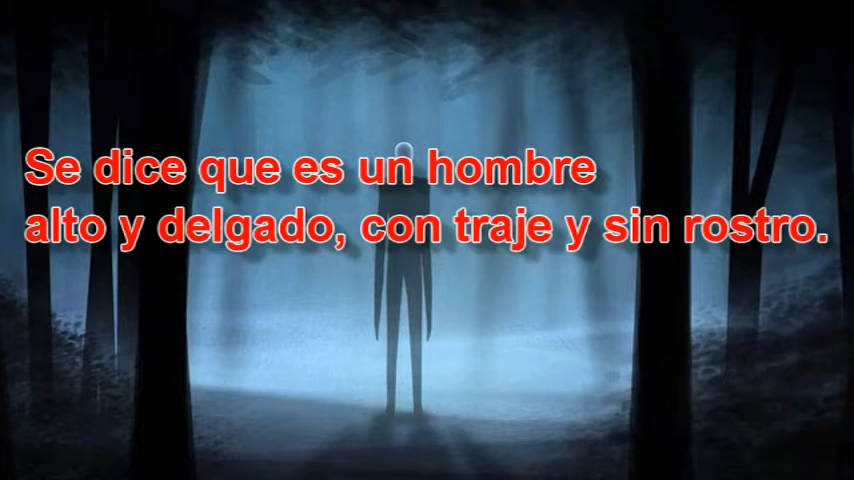 Se dice que es un hombre
alto y delgado, con traje y sin rostro.